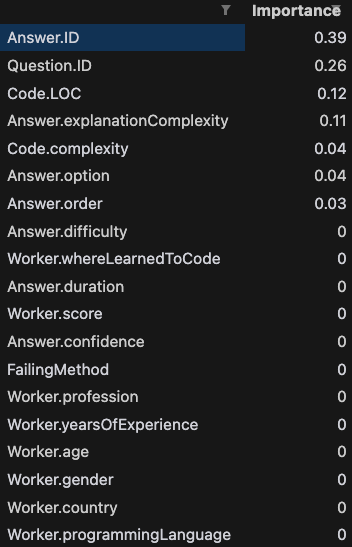 Importance
Answer.ID 0.39
Question.ID 0.26
Code.LOC 0.12
Answer.explanationComplexity 0.11
Code.complexity 0.04
Answer.option 0.04
Answer.order 0.03
Answer.difficulty 0
Worker.whereLearnedToCode 0
Answer.duration 0
Worker.score 0
Answer.confidence 0
FailingMethod 0
Worker.profession 0
Worker.yearsOfExperience 0
Worker.age 0
Worker.gender 0
Worker.country 0
Worker.programmingLanguage 0